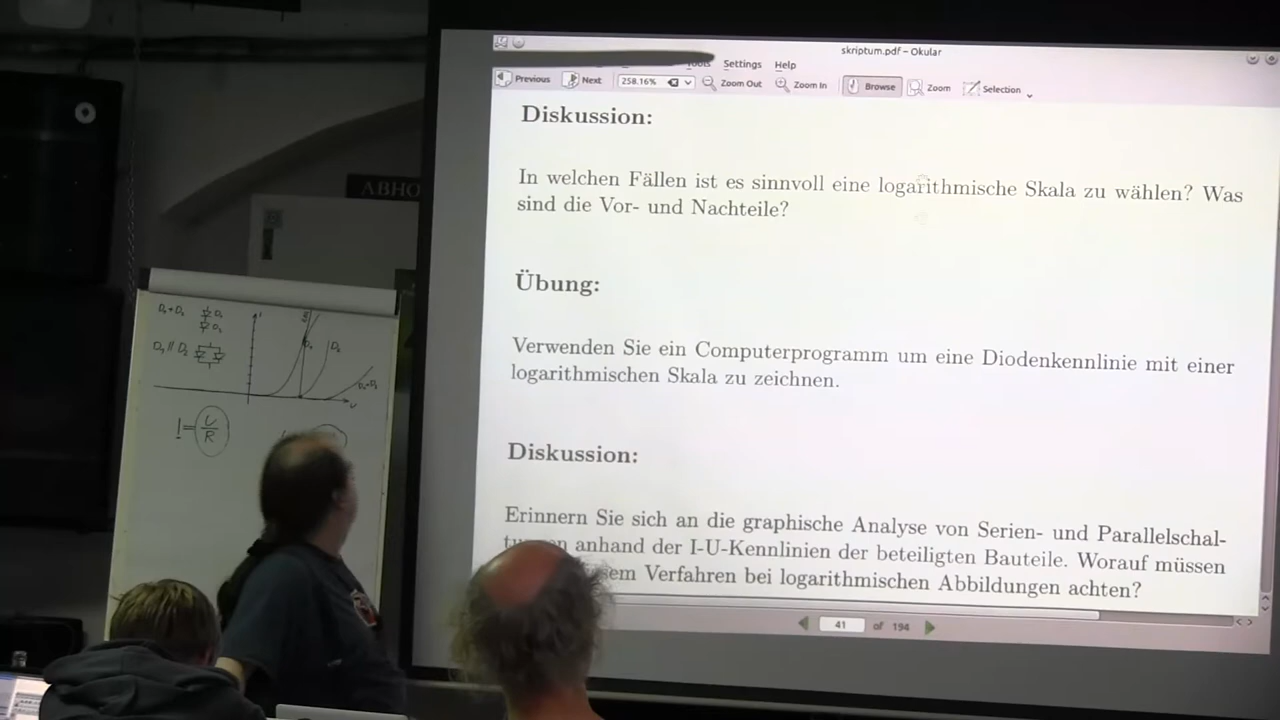 skriptum.pdf – Okular
Settings Help
Previous Next 258.16% Zoom Out Zoom In Browse Zoom Selection
Diskussion:
In welchen Fällen ist es sinnvoll eine logarithmische Skala zu wählen? Was
sind die Vor- und Nachteile?
Übung:
Verwenden Sie ein Computerprogramm um eine Diodenkennlinie mit einer
logarithmischen Skala zu zeichnen.
Diskussion:
Erinnern Sie sich an die graphische Analyse von Serien- und Parallelschal-
anhand der I-U-Kennlinien der beteiligten Bauteile. Worauf müssen
Verfahren bei logarithmischen Abbildungen achten?
41 of 194
ABHO
D₁ // D₂
D₂
I = U/R